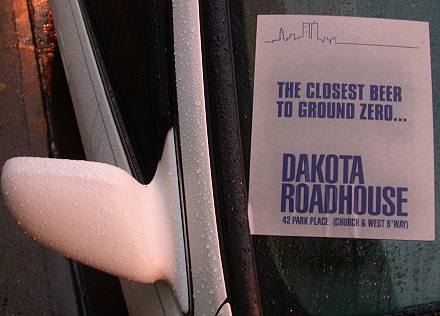 THE CLOSEST BEER
TO GROUND ZERO...
DAKOTA
ROADHOUSE
43 PARK PLACE (CHURCH & WEST B'WAY)